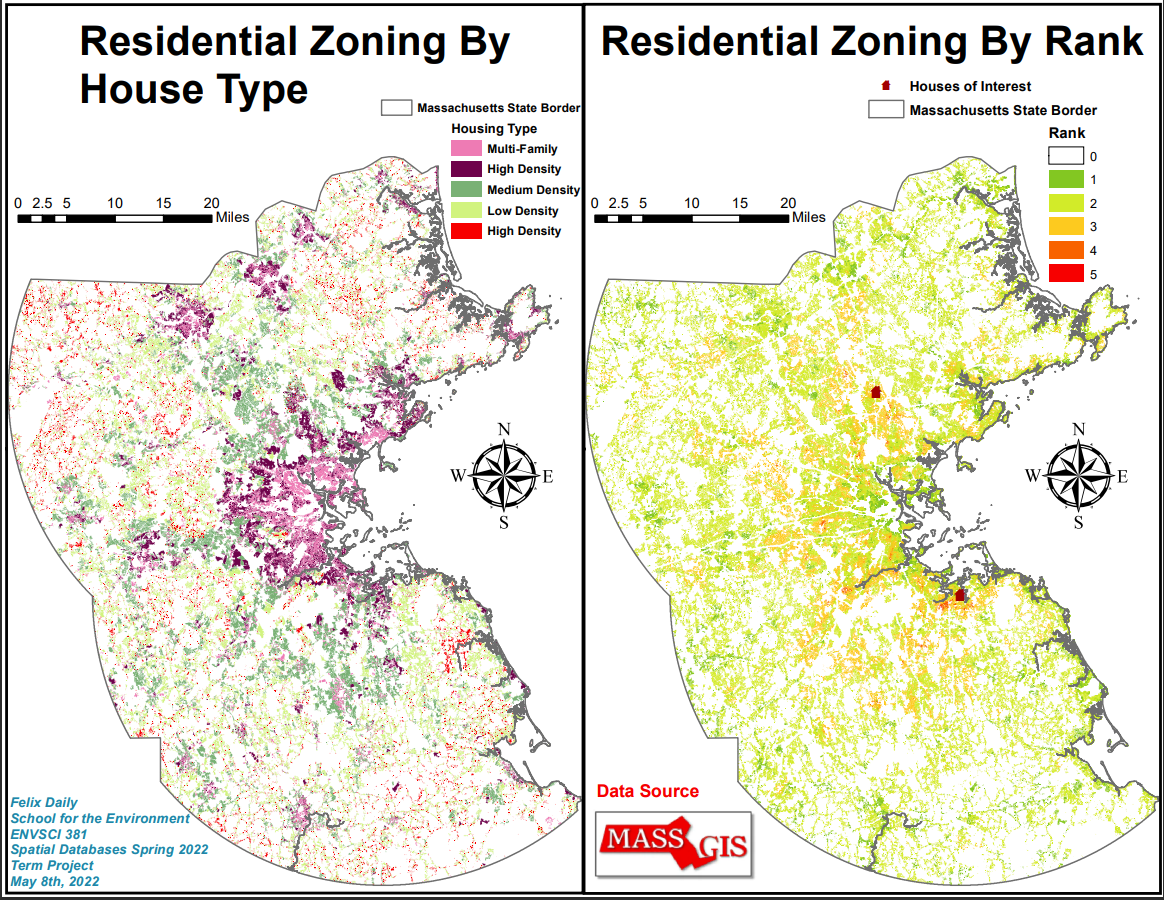 Residential Zoning By
House Type
Massachusetts State Border
Housing Type
Multi-Family
High Density
Medium Density
Low Density
High Density
0 2.5 5 10 15 20
Miles
N
W E
S
Felix Daily
School for the Environment
ENVSCI 381
Spatial Databases Spring 2022
Term Project
May 8th, 2022
Residential Zoning By Rank
Houses of Interest
Massachusetts State Border
Rank
0
1
2
3
4
5
0 2.5 5 10 15 20
Miles
N
W E
S
Data Source
MASS GIS